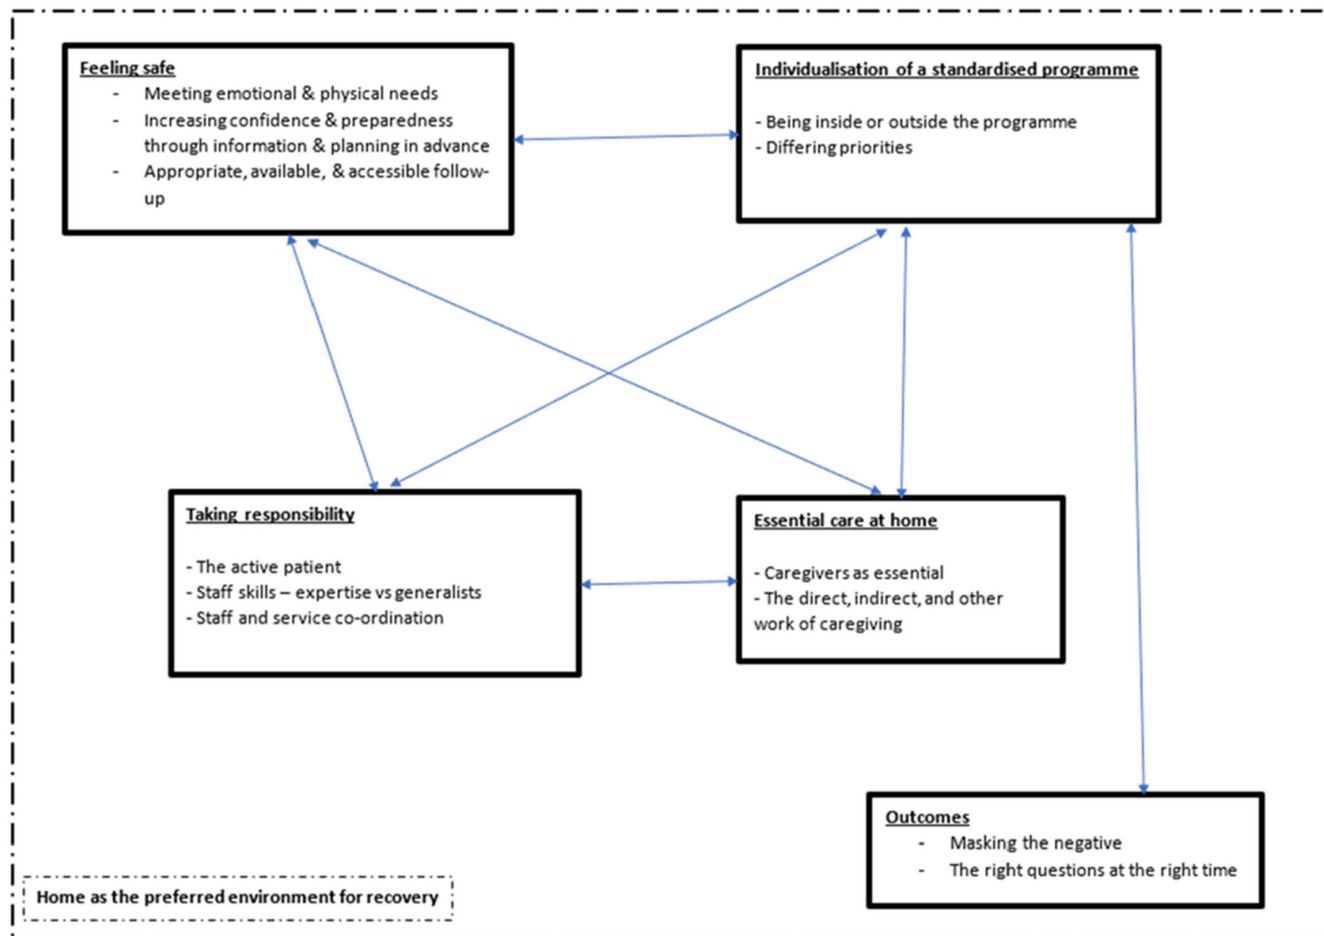 Feeling safe
- Meeting emotional & physical needs
- Increasing confidence & preparedness
through information & planning in advance
- Appropriate, available, & accessible follow-
up
Individualisation of a standardised programme
- Being inside or outside the programme
- Differing priorities
Taking responsibility
- The active patient
- Staff skills – expertise vs generalists
- Staff and service co-ordination
Essential care at home
- Caregivers as essential
- The direct, indirect, and other
work of caregiving
Outcomes
- Masking the negative
- The right questions at the right time
Home as the preferred environment for recovery